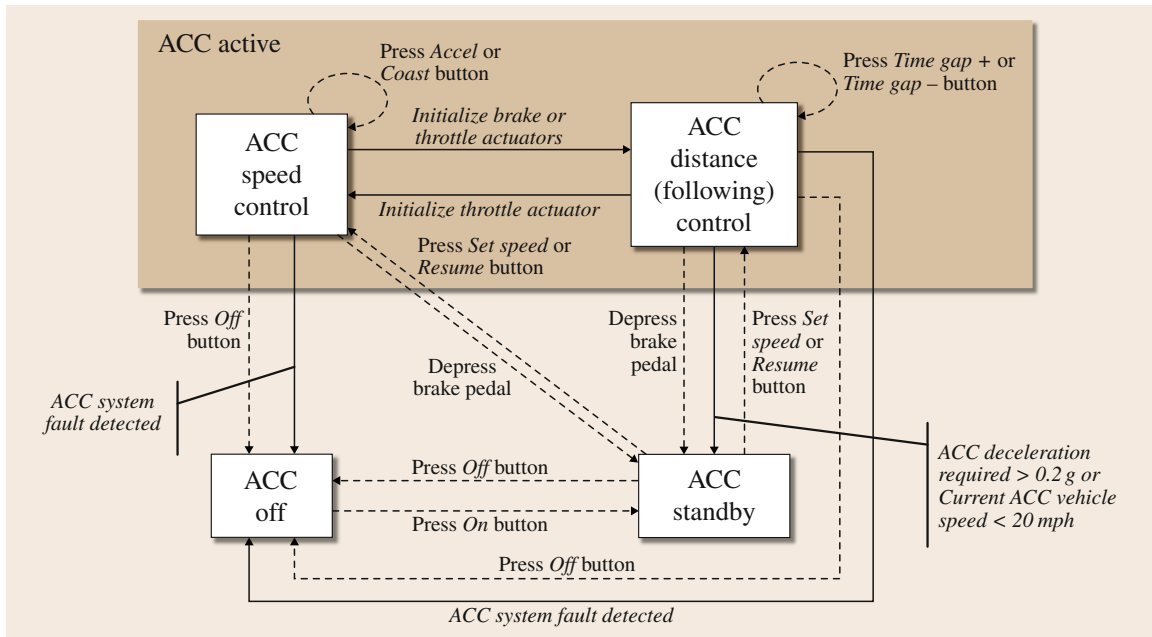 ACC active
Press Accel or
Coast button
Press Time gap + or
Time gap – button
Initialize brake or
throttle actuators
ACC
speed
control
ACC
distance
(following)
control
Initialize throttle actuator
Press Set speed or
Resume button
Press Off
button
Depress
brake pedal
Depress
brake
pedal
Press Set
speed or
Resume
button
ACC system
fault detected
ACC deceleration
required > 0.2 g or
Current ACC vehicle
speed < 20 mph
ACC
off
Press Off button
Press On button
ACC
standby
Press Off button
ACC system fault detected